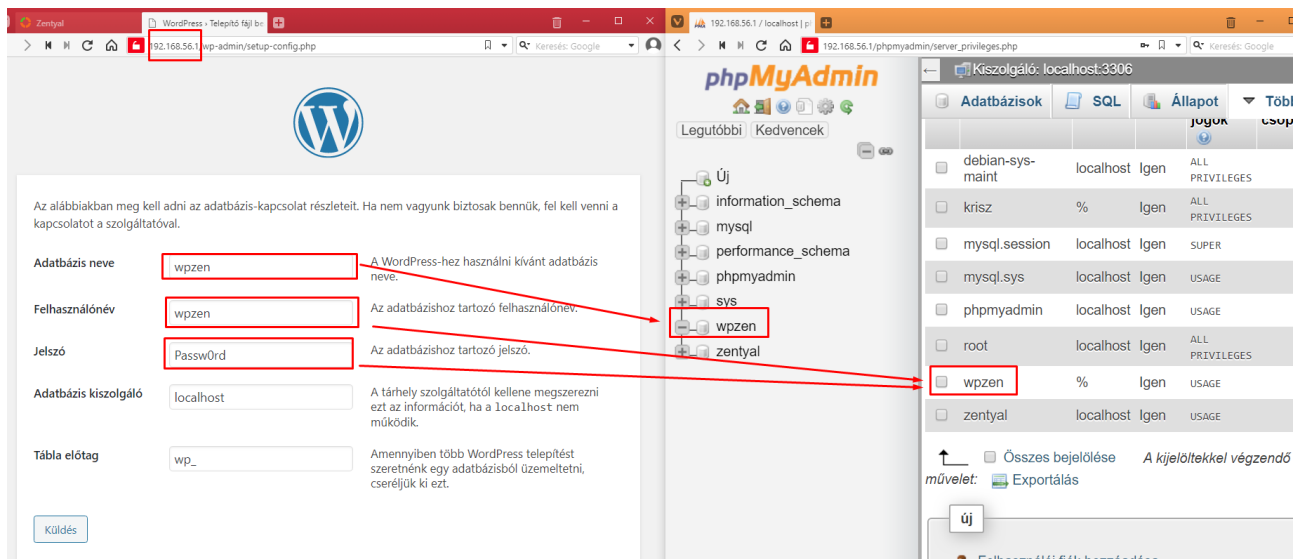 Zentyal
WordPress › Telepítő fájl be
192.168.56.1/wp-admin/setup-config.php
Keresés: Google
Az alábbiakban meg kell adni az adatbázis-kapcsolat részleteit. Ha nem vagyunk biztosak bennük, fel kell venni a
kapcsolatot a szolgáltatóval.
Adatbázis neve
wpzen
A WordPress-hez használni kívánt adatbázis
neve.
Felhasználónév
wpzen
Az adatbázishoz tartozó felhasználónév.
Jelszó
Passw0rd
Az adatbázishoz tartozó jelszó.
Adatbázis kiszolgáló
localhost
A tárhely szolgáltatótól kellene megszerezni
ezt az információt, ha a localhost nem
működik.
Tábla előtag
wp_
Amennyiben több WordPress telepítést
szeretnénk egy adatbázisból üzemeltetni,
cseréljük ki ezt.
Küldés
192.168.56.1 / localhost | p
192.168.56.1/phpmyadmin/server_privileges.php
Keresés: Google
phpMyAdmin
Legutóbbi Kedvencek
Új
information_schema
mysql
performance_schema
phpmyadmin
sys
wpzen
zentyal
Kiszolgáló: localhost:3306
Adatbázisok SQL Állapot Több
jogok csop
debian-sys-
maint localhost Igen ALL
PRIVILEGES
krisz % Igen ALL
PRIVILEGES
mysql.session localhost Igen SUPER
mysql.sys localhost Igen USAGE
phpmyadmin localhost Igen USAGE
root localhost Igen ALL
PRIVILEGES
wpzen % Igen USAGE
zentyal localhost Igen USAGE
Összes bejelölése A kijelöltekkel végzendő
művelet: Exportálás
új